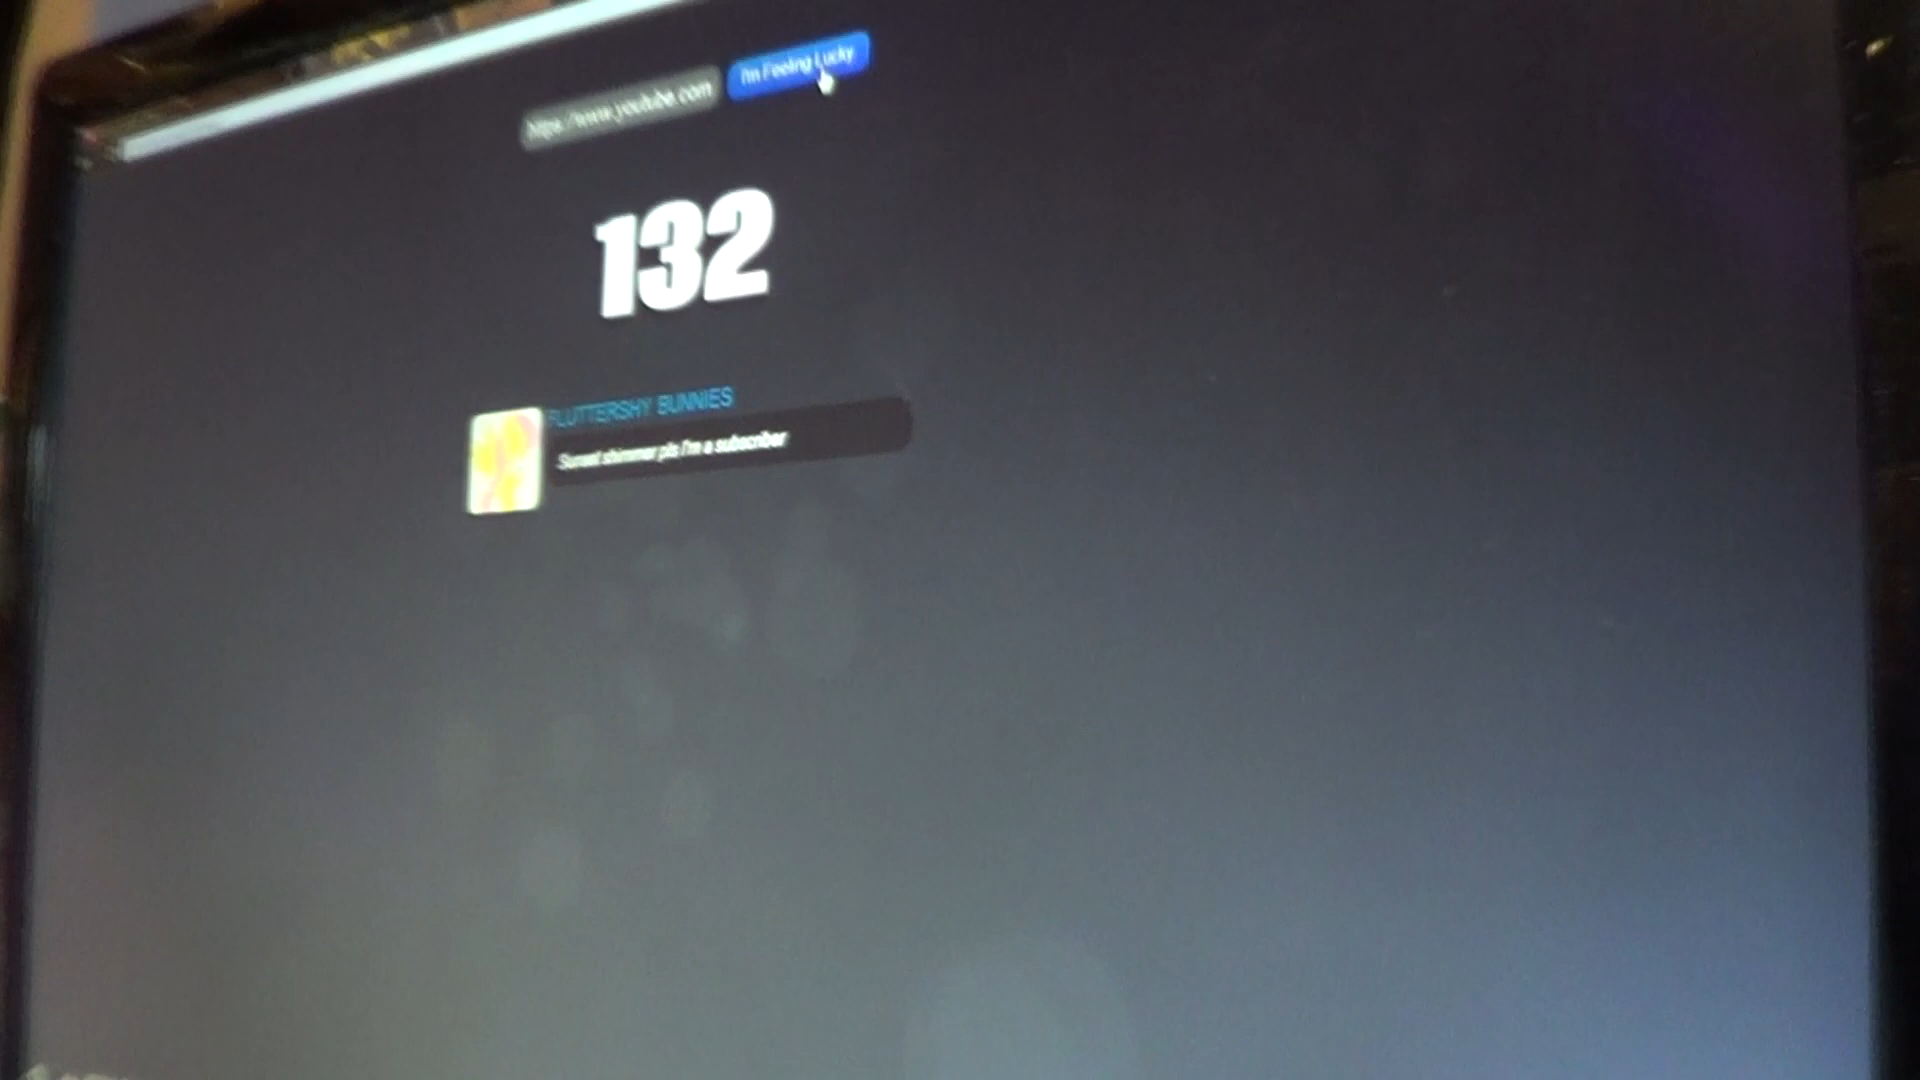 https://www.youtube.com
I'm Feeling Lucky
132
FLUTTERSHY BUNNIES
Sunset shimmer pls I'm a subscriber